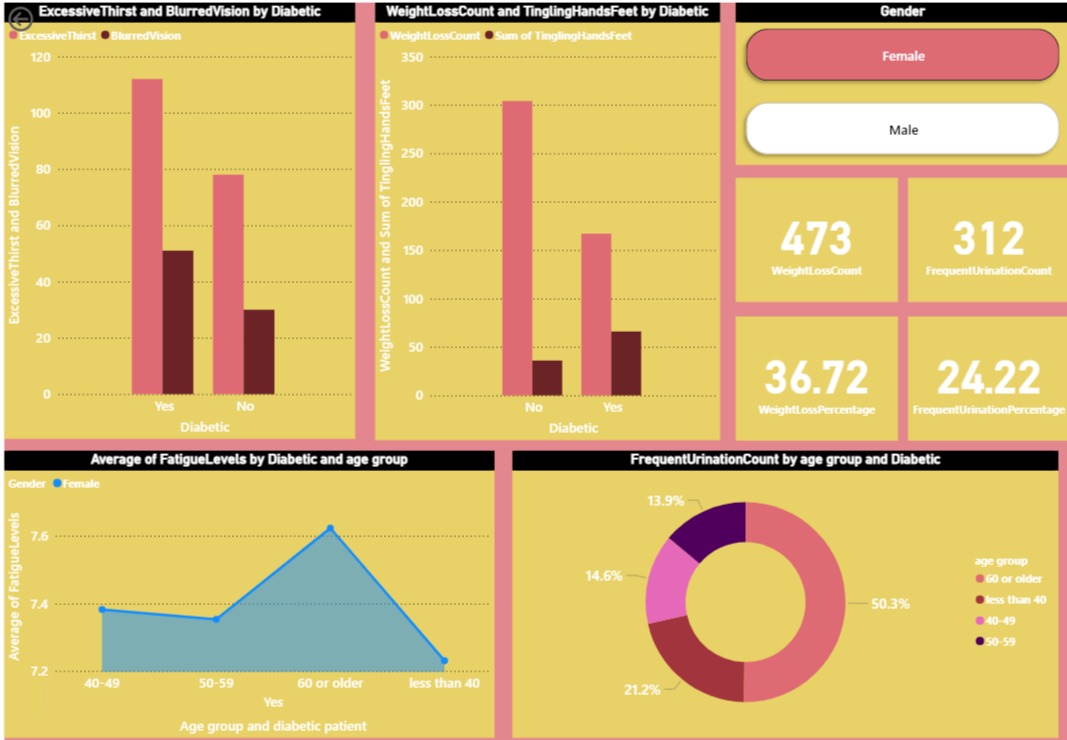 ExcessiveThirst and BlurredVision by Diabetic
ExcessiveThirst BlurredVision
ExcessiveThirst and BlurredVision
120
100
80
60
40
20
0
Yes No
Diabetic
WeightLossCount and TinglingHandsFeet by Diabetic
WeightLossCount Sum of TinglingHandsFeet
WeightLossCount and Sum of TinglingHandsFeet
350
300
250
200
150
100
50
0
No Yes
Diabetic
Gender
Female
Male
473
WeightLossCount
312
FrequentUrinationCount
36.72
WeightLossPercentage
24.22
FrequentUrinationPercentage
Average of FatigueLevels by Diabetic and age group
Gender Female
Average of FatigueLevels
7.6
7.4
7.2
40-49 50-59 60 or older less than 40
Yes
Age group and diabetic patient
FrequentUrinationCount by age group and Diabetic
13.9%
14.6%
21.2%
50.3%
age group
60 or older
less than 40
40-49
50-59